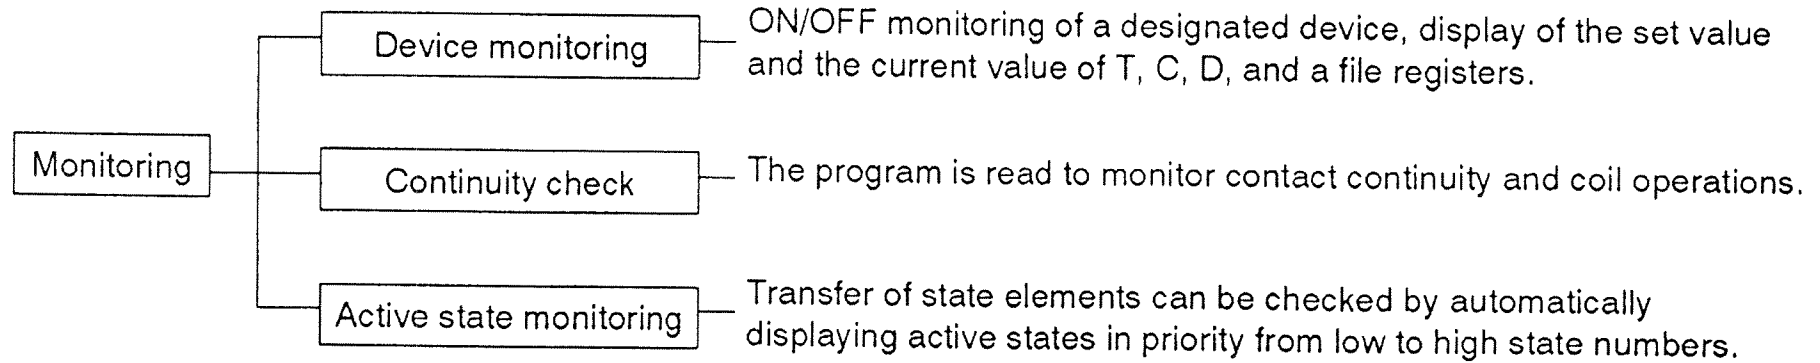 Monitoring
Device monitoring
ON/OFF monitoring of a designated device, display of the set value
and the current value of T, C, D, and a file registers.
Continuity check
The program is read to monitor contact continuity and coil operations.
Active state monitoring
Transfer of state elements can be checked by automatically
displaying active states in priority from low to high state numbers.